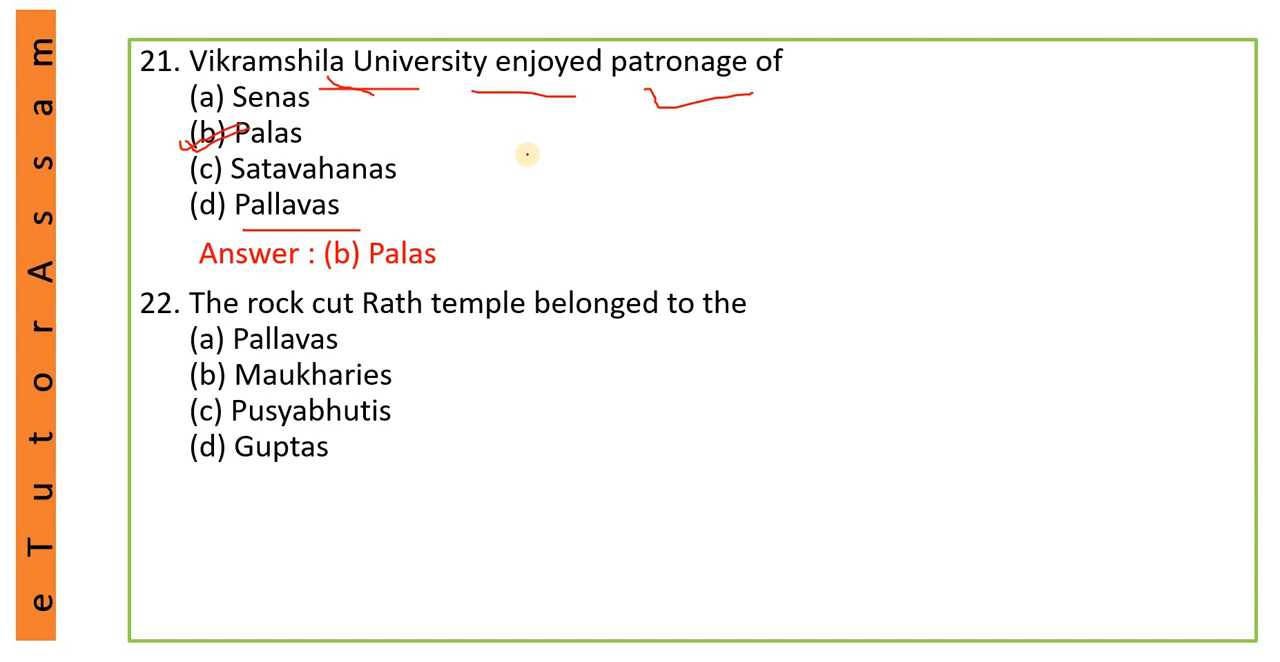 eTutorAssam
21. Vikramshila University enjoyed patronage of
(a) Senas
(b) Palas
(c) Satavahanas
(d) Pallavas
Answer : (b) Palas
22. The rock cut Rath temple belonged to the
(a) Pallavas
(b) Maukharies
(c) Pusyabhutis
(d) Guptas